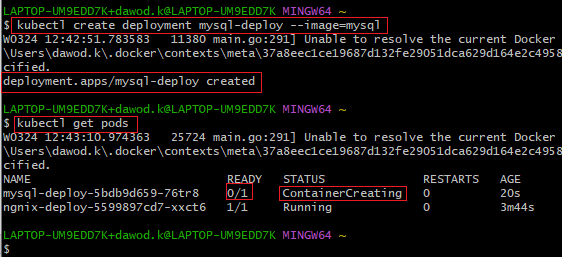 LAPTOP-UM9EDD7K+dawod.k@LAPTOP-UM9EDD7K MINGW64 ~
$ kubectl create deployment mysql-deploy --image=mysql
W0324 12:42:51.783583   11380 main.go:291] Unable to resolve the current Docker
\Users\dawod.k\.docker\contexts\meta\37a8eec1ce19687d132fe29051dca629d164e2c4958
cified.
deployment.apps/mysql-deploy created
LAPTOP-UM9EDD7K+dawod.k@LAPTOP-UM9EDD7K MINGW64 ~
$ kubectl get pods
W0324 12:43:10.974363   25724 main.go:291] Unable to resolve the current Docker
\Users\dawod.k\.docker\contexts\meta\37a8eec1ce19687d132fe29051dca629d164e2c4958
cified.
NAME                            READY   STATUS              RESTARTS   AGE
mysql-deploy-5bdb9d659-76tr8    0/1     ContainerCreating   0          20s
ngnix-deploy-5599897cd7-xxct6   1/1     Running             0          3m44s
LAPTOP-UM9EDD7K+dawod.k@LAPTOP-UM9EDD7K MINGW64 ~
$